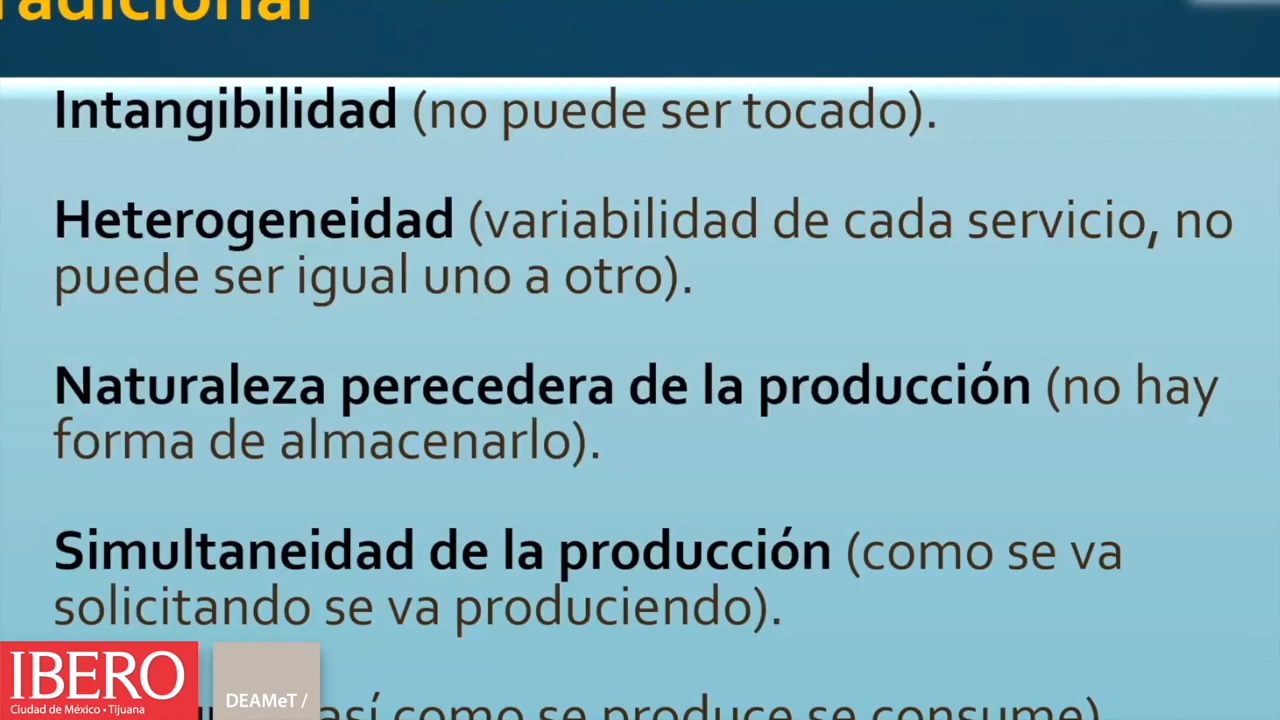 Intangibilidad (no puede ser tocado).
Heterogeneidad (variabilidad de cada servicio, no
puede ser igual uno a otro).
Naturaleza perecedera de la producción (no hay
forma de almacenarlo).
Simultaneidad de la producción (como se va
solicitando se va produciendo).
así como se produce se consume)
IBERO
Ciudad de México • Tijuana
DEAMeT /